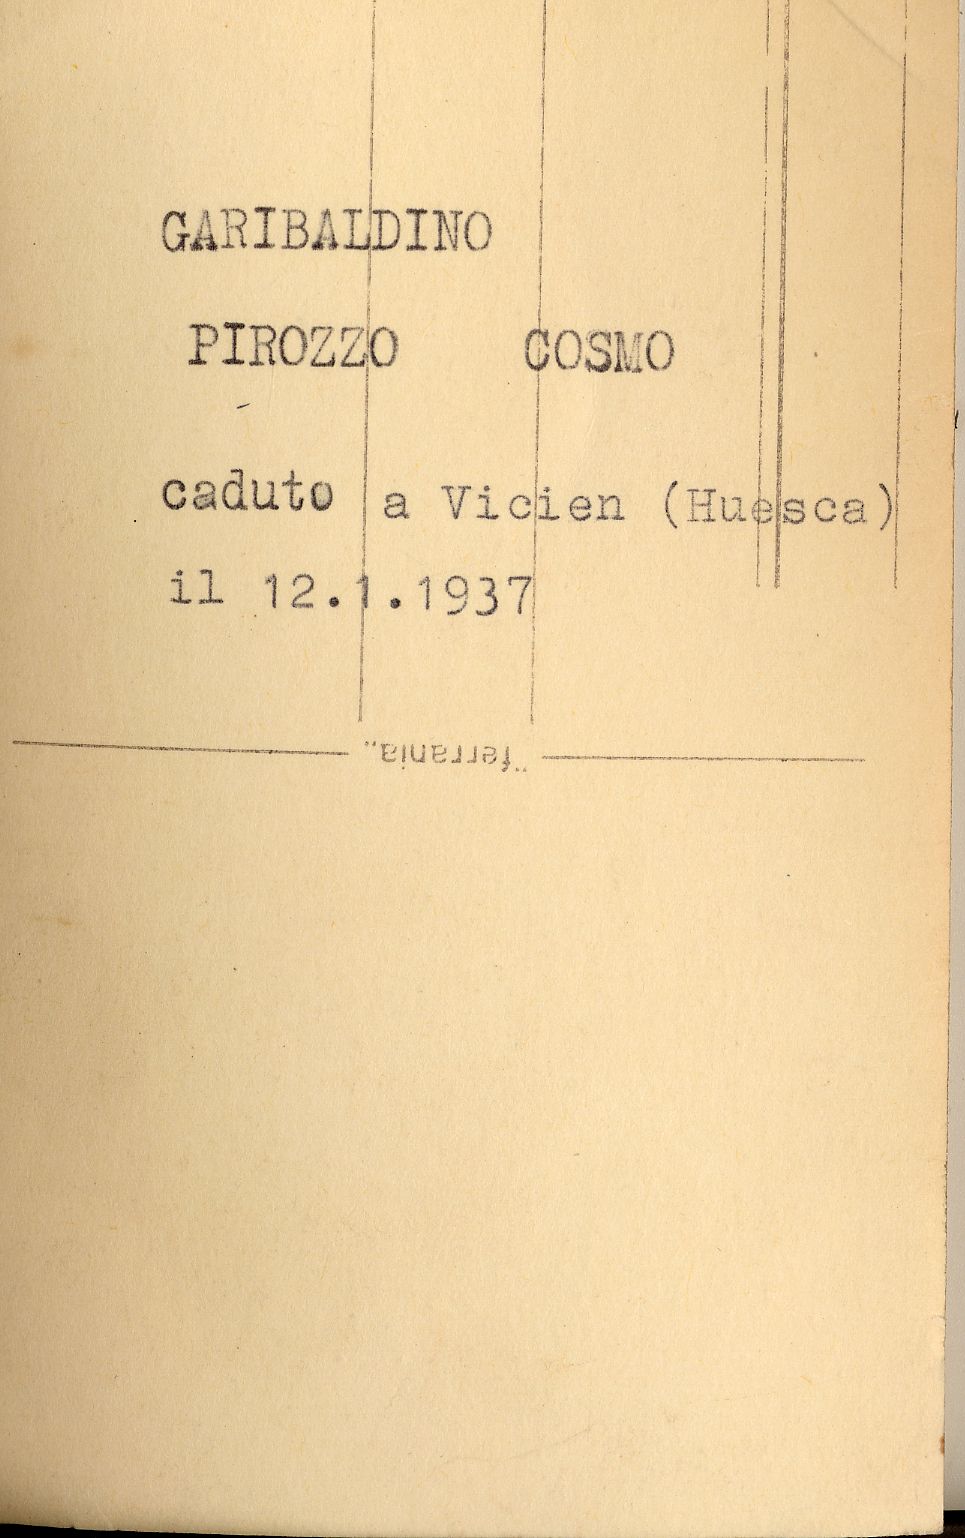 GARIBALDINO
PIROZZO COSMO
caduto a Vicien (Huesca)
il 12.1.1937
"ferrania"